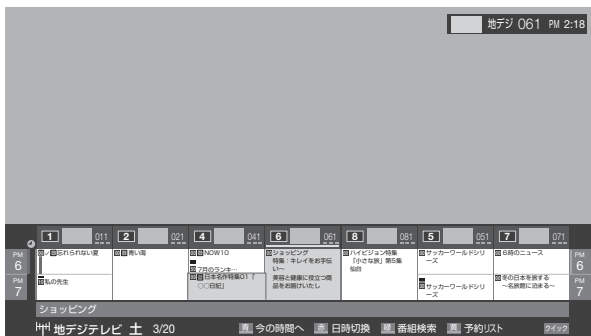 地デジ 061 PM 2:18
1 011 2 021 4 041 6 061 8 081 5 051 7 071
PM 6
忘れられない夏
青い海
NOW10
7月のランキ…
ショッピング
特集:キレイをお手伝い〜
美容と健康に役立つ商品をお届けいたし
ハイビジョン特集
「小さな旅」第5集
仙台
サッカーワールドシリーズ
6時のニュース
PM 6
PM 7
私の先生
日本名作特集01「
○○日記」
サッカーワールドシリーズ
冬の日本を旅する
〜名旅館に泊まる〜
PM 7
ショッピング
地デジテレビ 土 3/20 青 今の時間へ 赤 日時切換 緑 番組検索 黄 予約リスト クイック